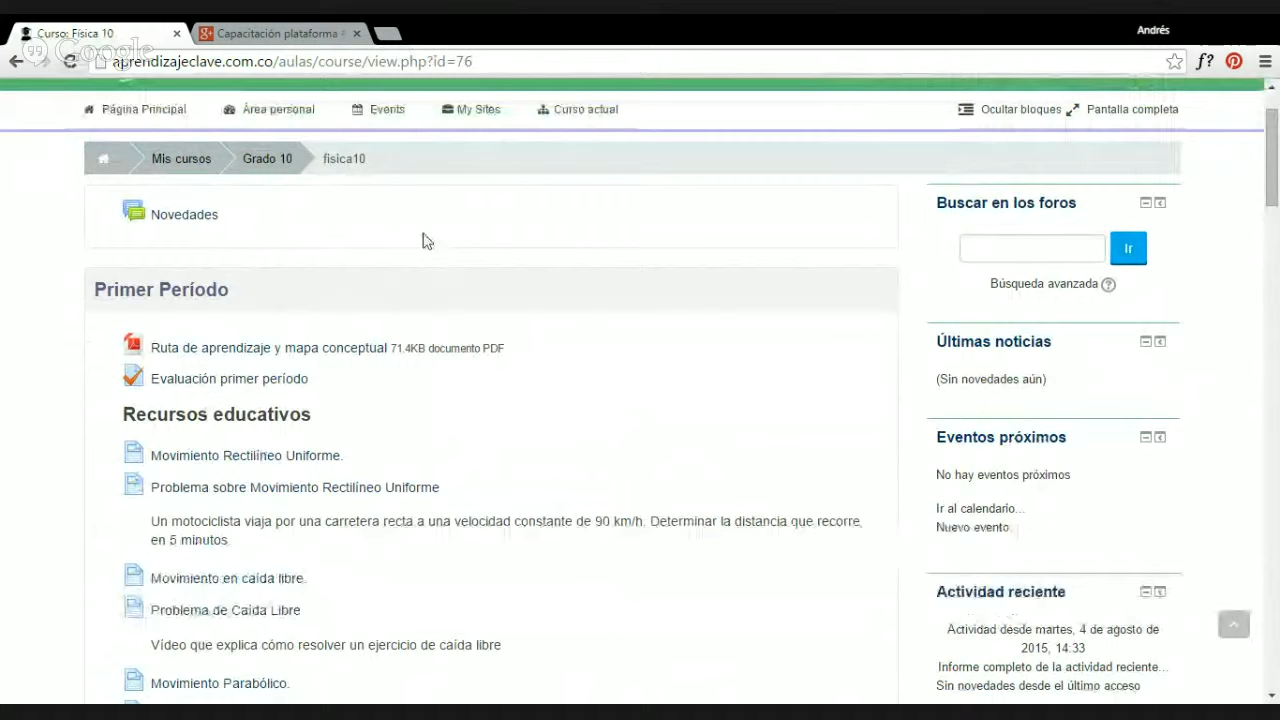 Curso: Física 10
Capacitación plataforma
Andrés
Google
aprendizajeclave.com.co/aulas/course/view.php?id=76
f?
Página Principal
Área personal
Events
My Sites
Curso actual
Ocultar bloques
Pantalla completa
Mis cursos
Grado 10
fisica10
Novedades
Primer Período
Ruta de aprendizaje y mapa conceptual 71.4KB documento PDF
Evaluación primer período
Recursos educativos
Movimiento Rectilíneo Uniforme.
Problema sobre Movimiento Rectilíneo Uniforme
Un motociclista viaja por una carretera recta a una velocidad constante de 90 km/h. Determinar la distancia que recorre
en 5 minutos
Movimiento en caída libre.
Problema de Caída Libre
Vídeo que explica cómo resolver un ejercicio de caída libre
Movimiento Parabólico.
Buscar en los foros
Ir
Búsqueda avanzada
Últimas noticias
(Sin novedades aún)
Eventos próximos
No hay eventos próximos
Ir al calendario...
Nuevo evento
Actividad reciente
Actividad desde martes, 4 de agosto de
2015, 14:33
Informe completo de la actividad reciente...
Sin novedades desde el último acceso